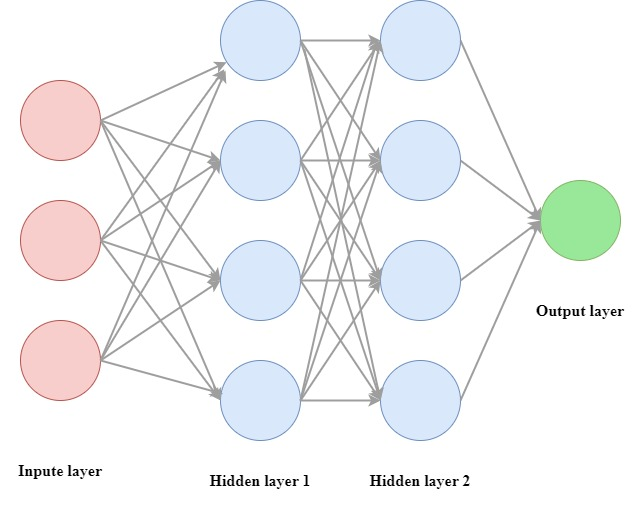 Output layer
Inpute layer
Hidden layer 1
Hidden layer 2